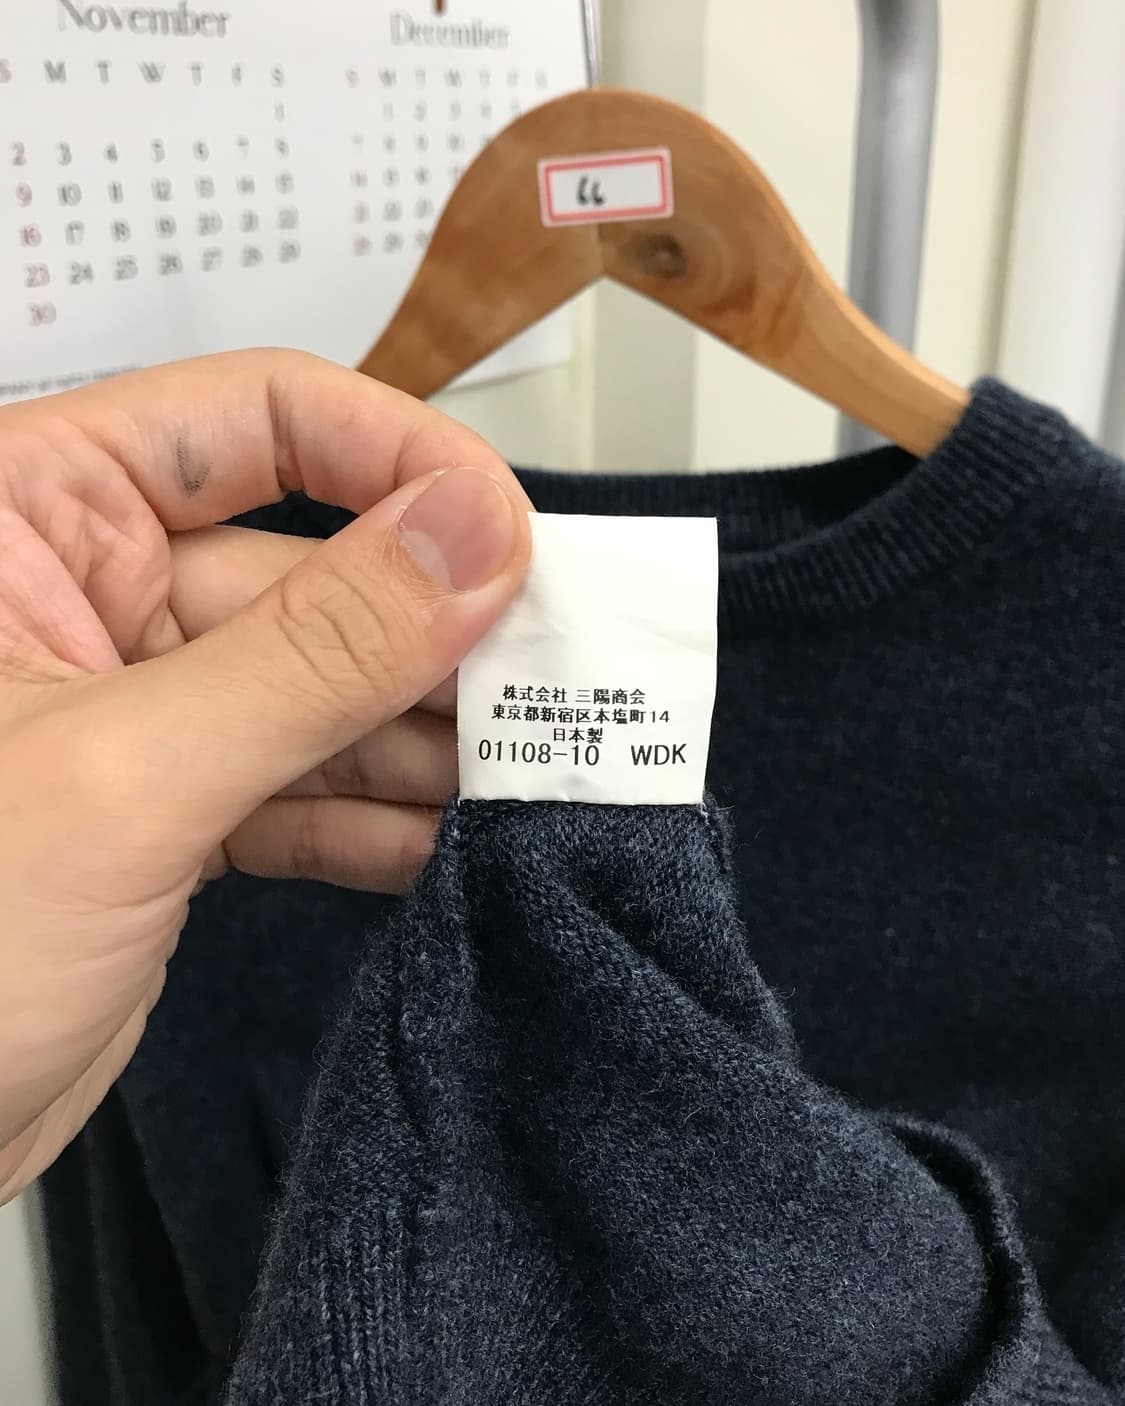 November
December
S M T W T F S
S M T W T F S
1
2 3 4 5 6 7 8
9 10 11 12 13 14 15
16 17 18 19 20 21 22
23 24 25 26 27 28 29
30
株式会社 三陽商会
東京都新宿区本塩町14
日本製
01108-10 WDK